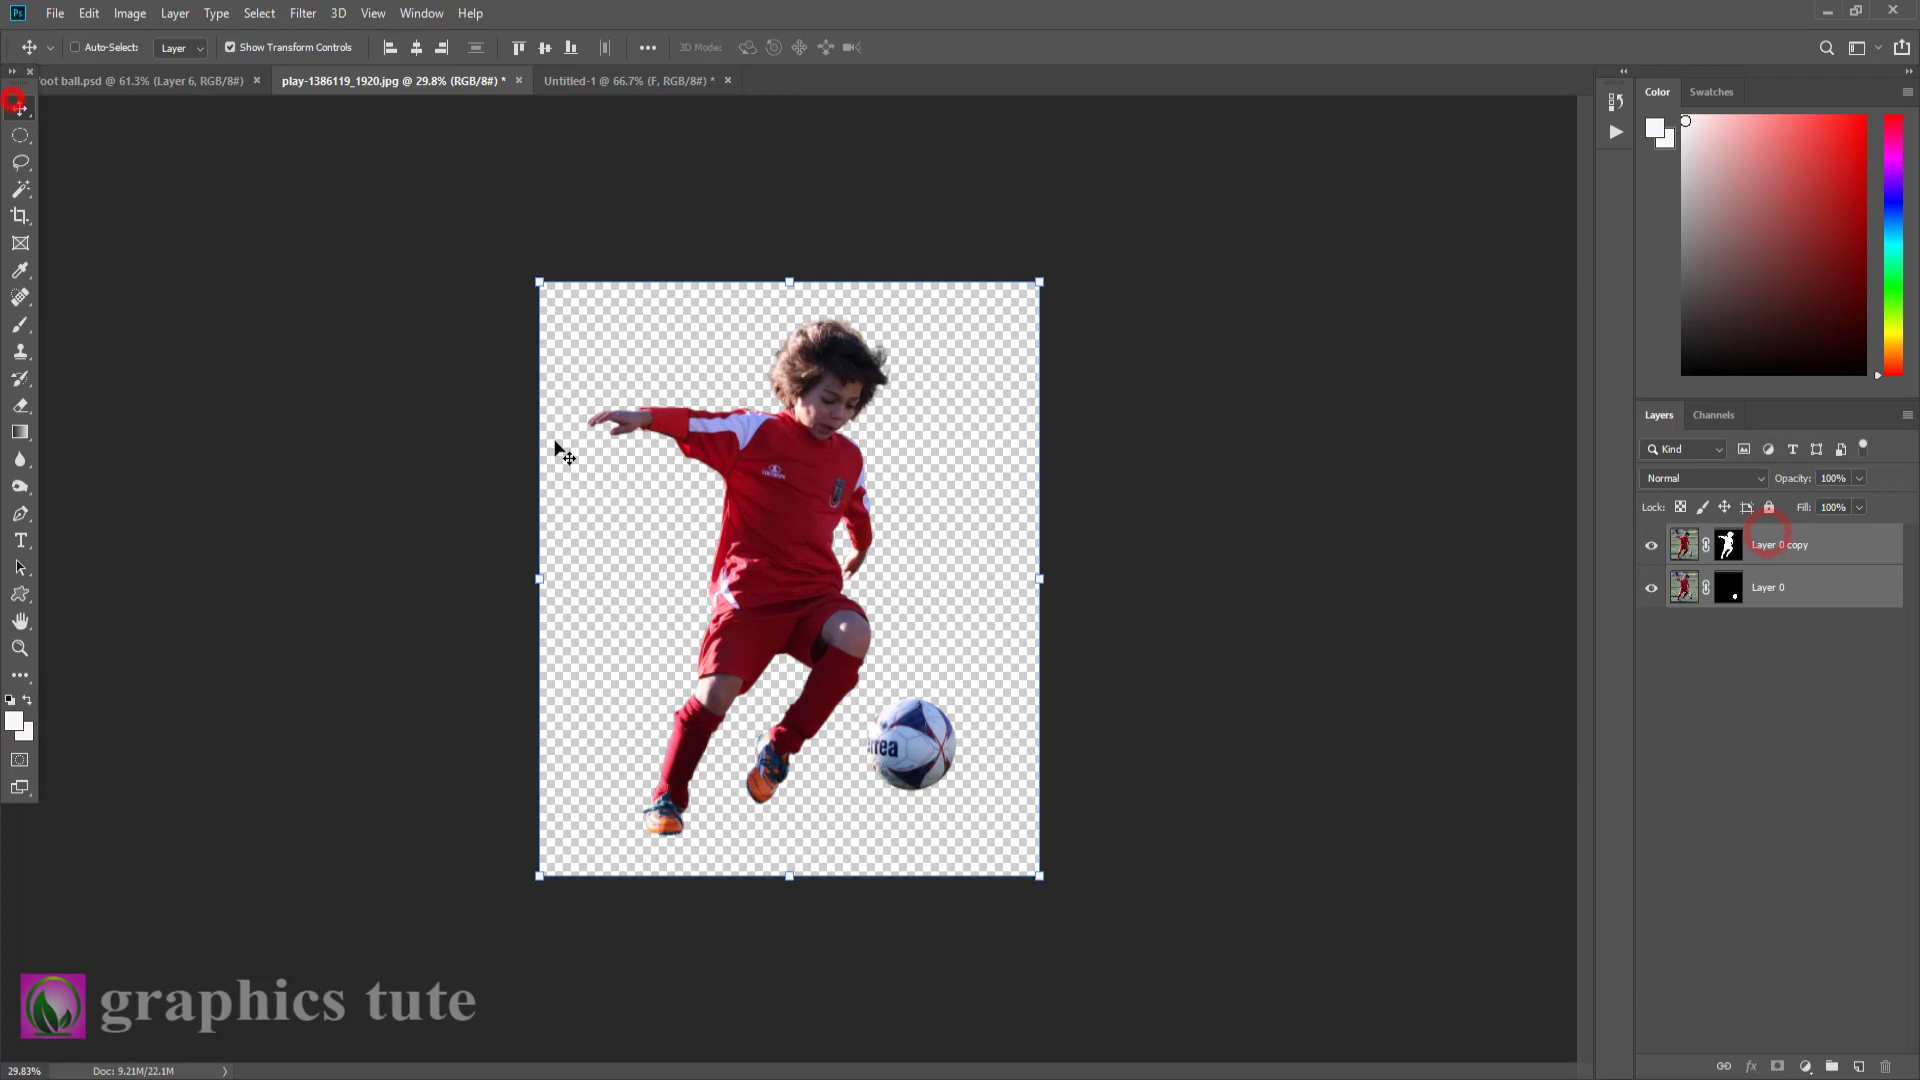 Ps File Edit Image Layer Type Select Filter 3D View Window Help
Auto-Select: Layer Show Transform Controls 3D Mode:
oot ball.psd @ 61.3% (Layer 6, RGB/8#) × play-1386119_1920.jpg @ 29.8% (RGB/8#) * × Untitled-1 @ 66.7% (F, RGB/8#) * ×
Color Swatches
Layers Channels
Kind
Normal Opacity: 100%
Lock: Fill: 100%
Layer 0 copy
Layer 0
rrea
graphics tute
29.83% Doc: 9.21M/22.1M